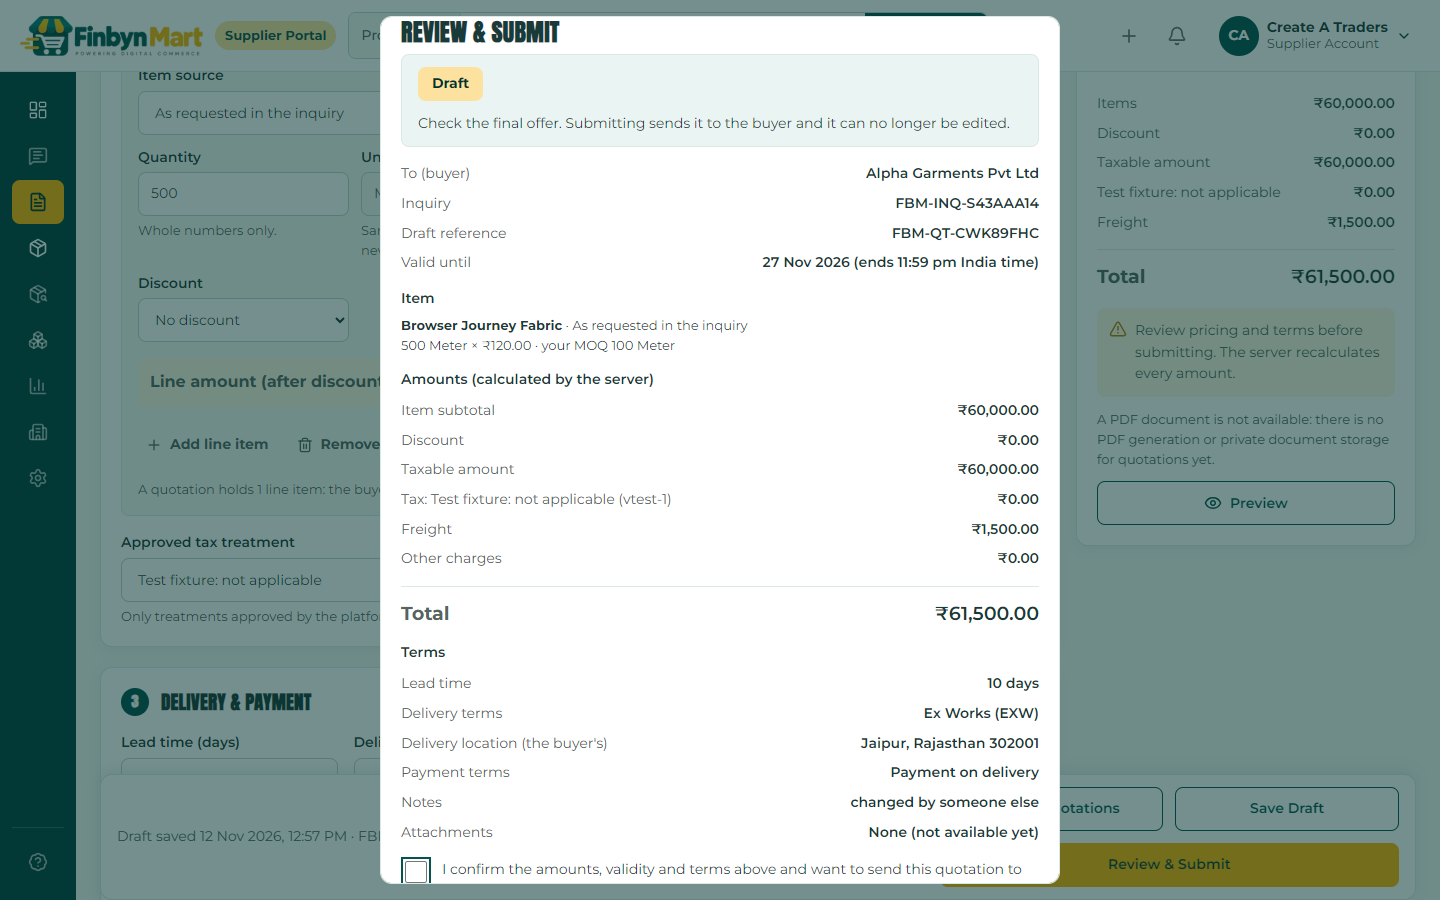 FinbynMart
POWERING DIGITAL COMMERCE
Supplier Portal
CA
Create A Traders
Supplier Account
Item source
As requested in the inquiry
Quantity
500
Whole numbers only.
Discount
No discount
Line amount (after discount
Add line item
Remove
A quotation holds 1 line item: the buye
Approved tax treatment
Test fixture: not applicable
Only treatments approved by the platfor
3 DELIVERY & PAYMENT
Lead time (days)
Draft saved 12 Nov 2026, 12:57 PM ·
REVIEW & SUBMIT
Draft
Check the final offer. Submitting sends it to the buyer and it can no longer be edited.
To (buyer) Alpha Garments Pvt Ltd
Inquiry FBM-INQ-S43AAA14
Draft reference FBM-QT-CWK89FHC
Valid until 27 Nov 2026 (ends 11:59 pm India time)
Item
Browser Journey Fabric · As requested in the inquiry
500 Meter × ₹120.00 · your MOQ 100 Meter
Amounts (calculated by the server)
Item subtotal ₹60,000.00
Discount ₹0.00
Taxable amount ₹60,000.00
Tax: Test fixture: not applicable (vtest-1) ₹0.00
Freight ₹1,500.00
Other charges ₹0.00
Total ₹61,500.00
Terms
Lead time 10 days
Delivery terms Ex Works (EXW)
Delivery location (the buyer's) Jaipur, Rajasthan 302001
Payment terms Payment on delivery
Notes changed by someone else
Attachments None (not available yet)
I confirm the amounts, validity and terms above and want to send this quotation to
Items ₹60,000.00
Discount ₹0.00
Taxable amount ₹60,000.00
Test fixture: not applicable ₹0.00
Freight ₹1,500.00
Total ₹61,500.00
Review pricing and terms before
submitting. The server recalculates
every amount.
A PDF document is not available: there is no
PDF generation or private document storage
for quotations yet.
Preview
otations
Save Draft
Review & Submit